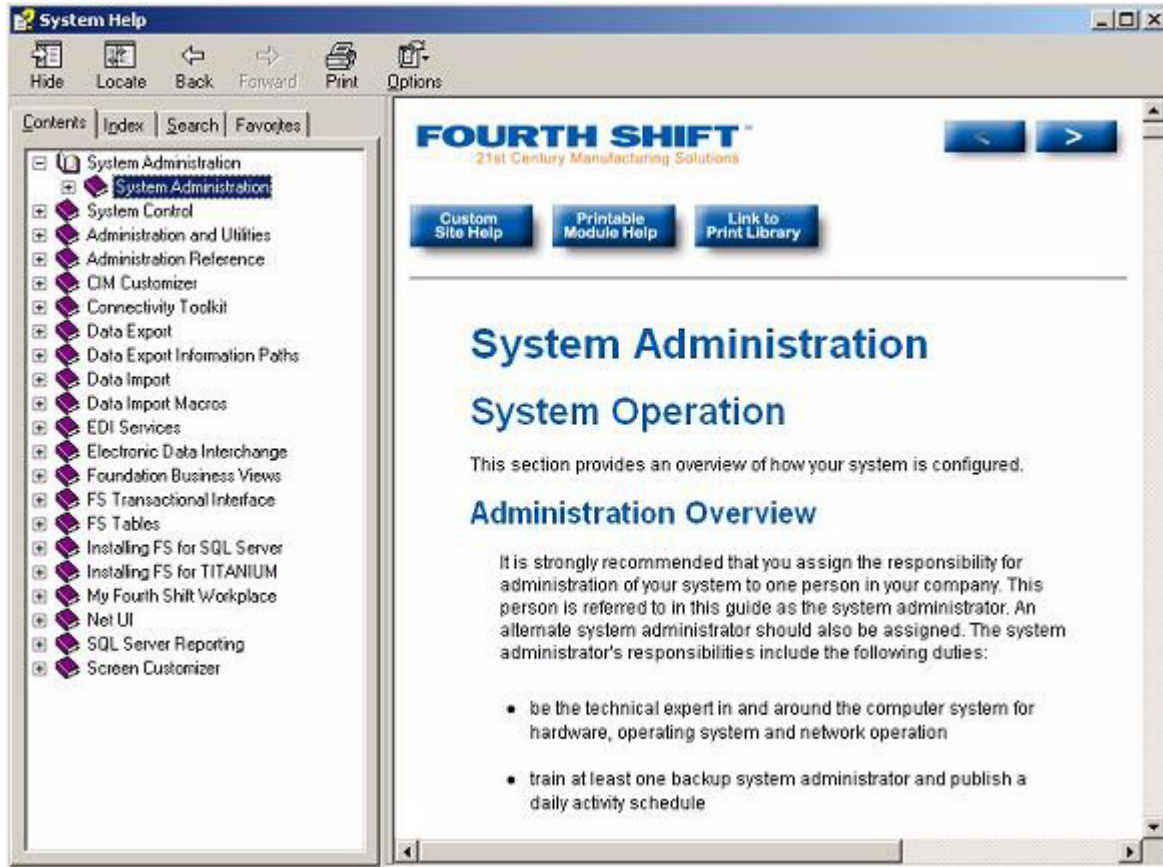 System Help
Hide Locate Back Forward Print Options
Contents Index Search Favorites
System Administration
System Administration
System Control
Administration and Utilities
Administration Reference
CIM Customizer
Connectivity Toolkit
Data Export
Data Export Information Paths
Data Import
Data Import Macros
EDI Services
Electronic Data Interchange
Foundation Business Views
FS Transactional Interface
FS Tables
Installing FS for SQL Server
Installing FS for TITANIUM
My Fourth Shift Workplace
Net UI
SQL Server Reporting
Screen Customizer
FOURTH SHIFT™
21st Century Manufacturing Solutions
< >
Custom Site Help
Printable Module Help
Link to Print Library
System Administration
System Operation
This section provides an overview of how your system is configured.
Administration Overview
It is strongly recommended that you assign the responsibility for
administration of your system to one person in your company. This
person is referred to in this guide as the system administrator. An
alternate system administrator should also be assigned. The system
administrator's responsibilities include the following duties:
• be the technical expert in and around the computer system for
hardware, operating system and network operation
• train at least one backup system administrator and publish a
daily activity schedule